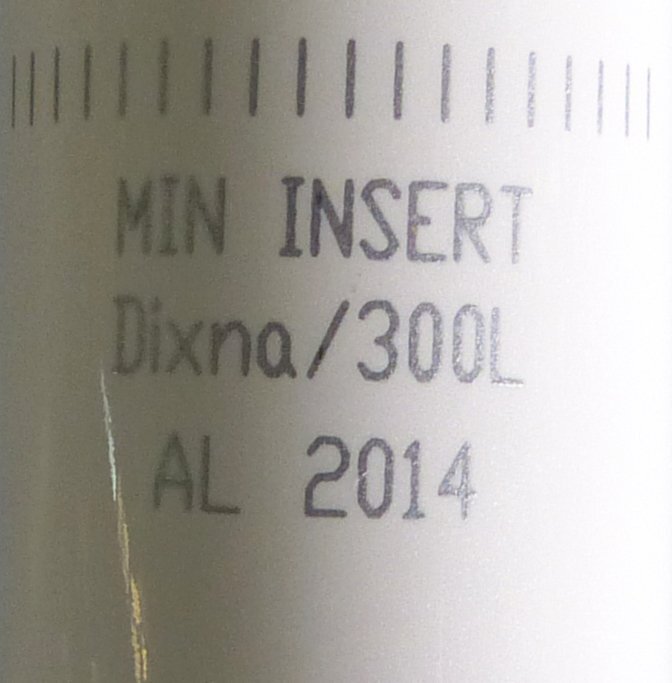 MIN INSERT
Dixna/300L
AL 2014